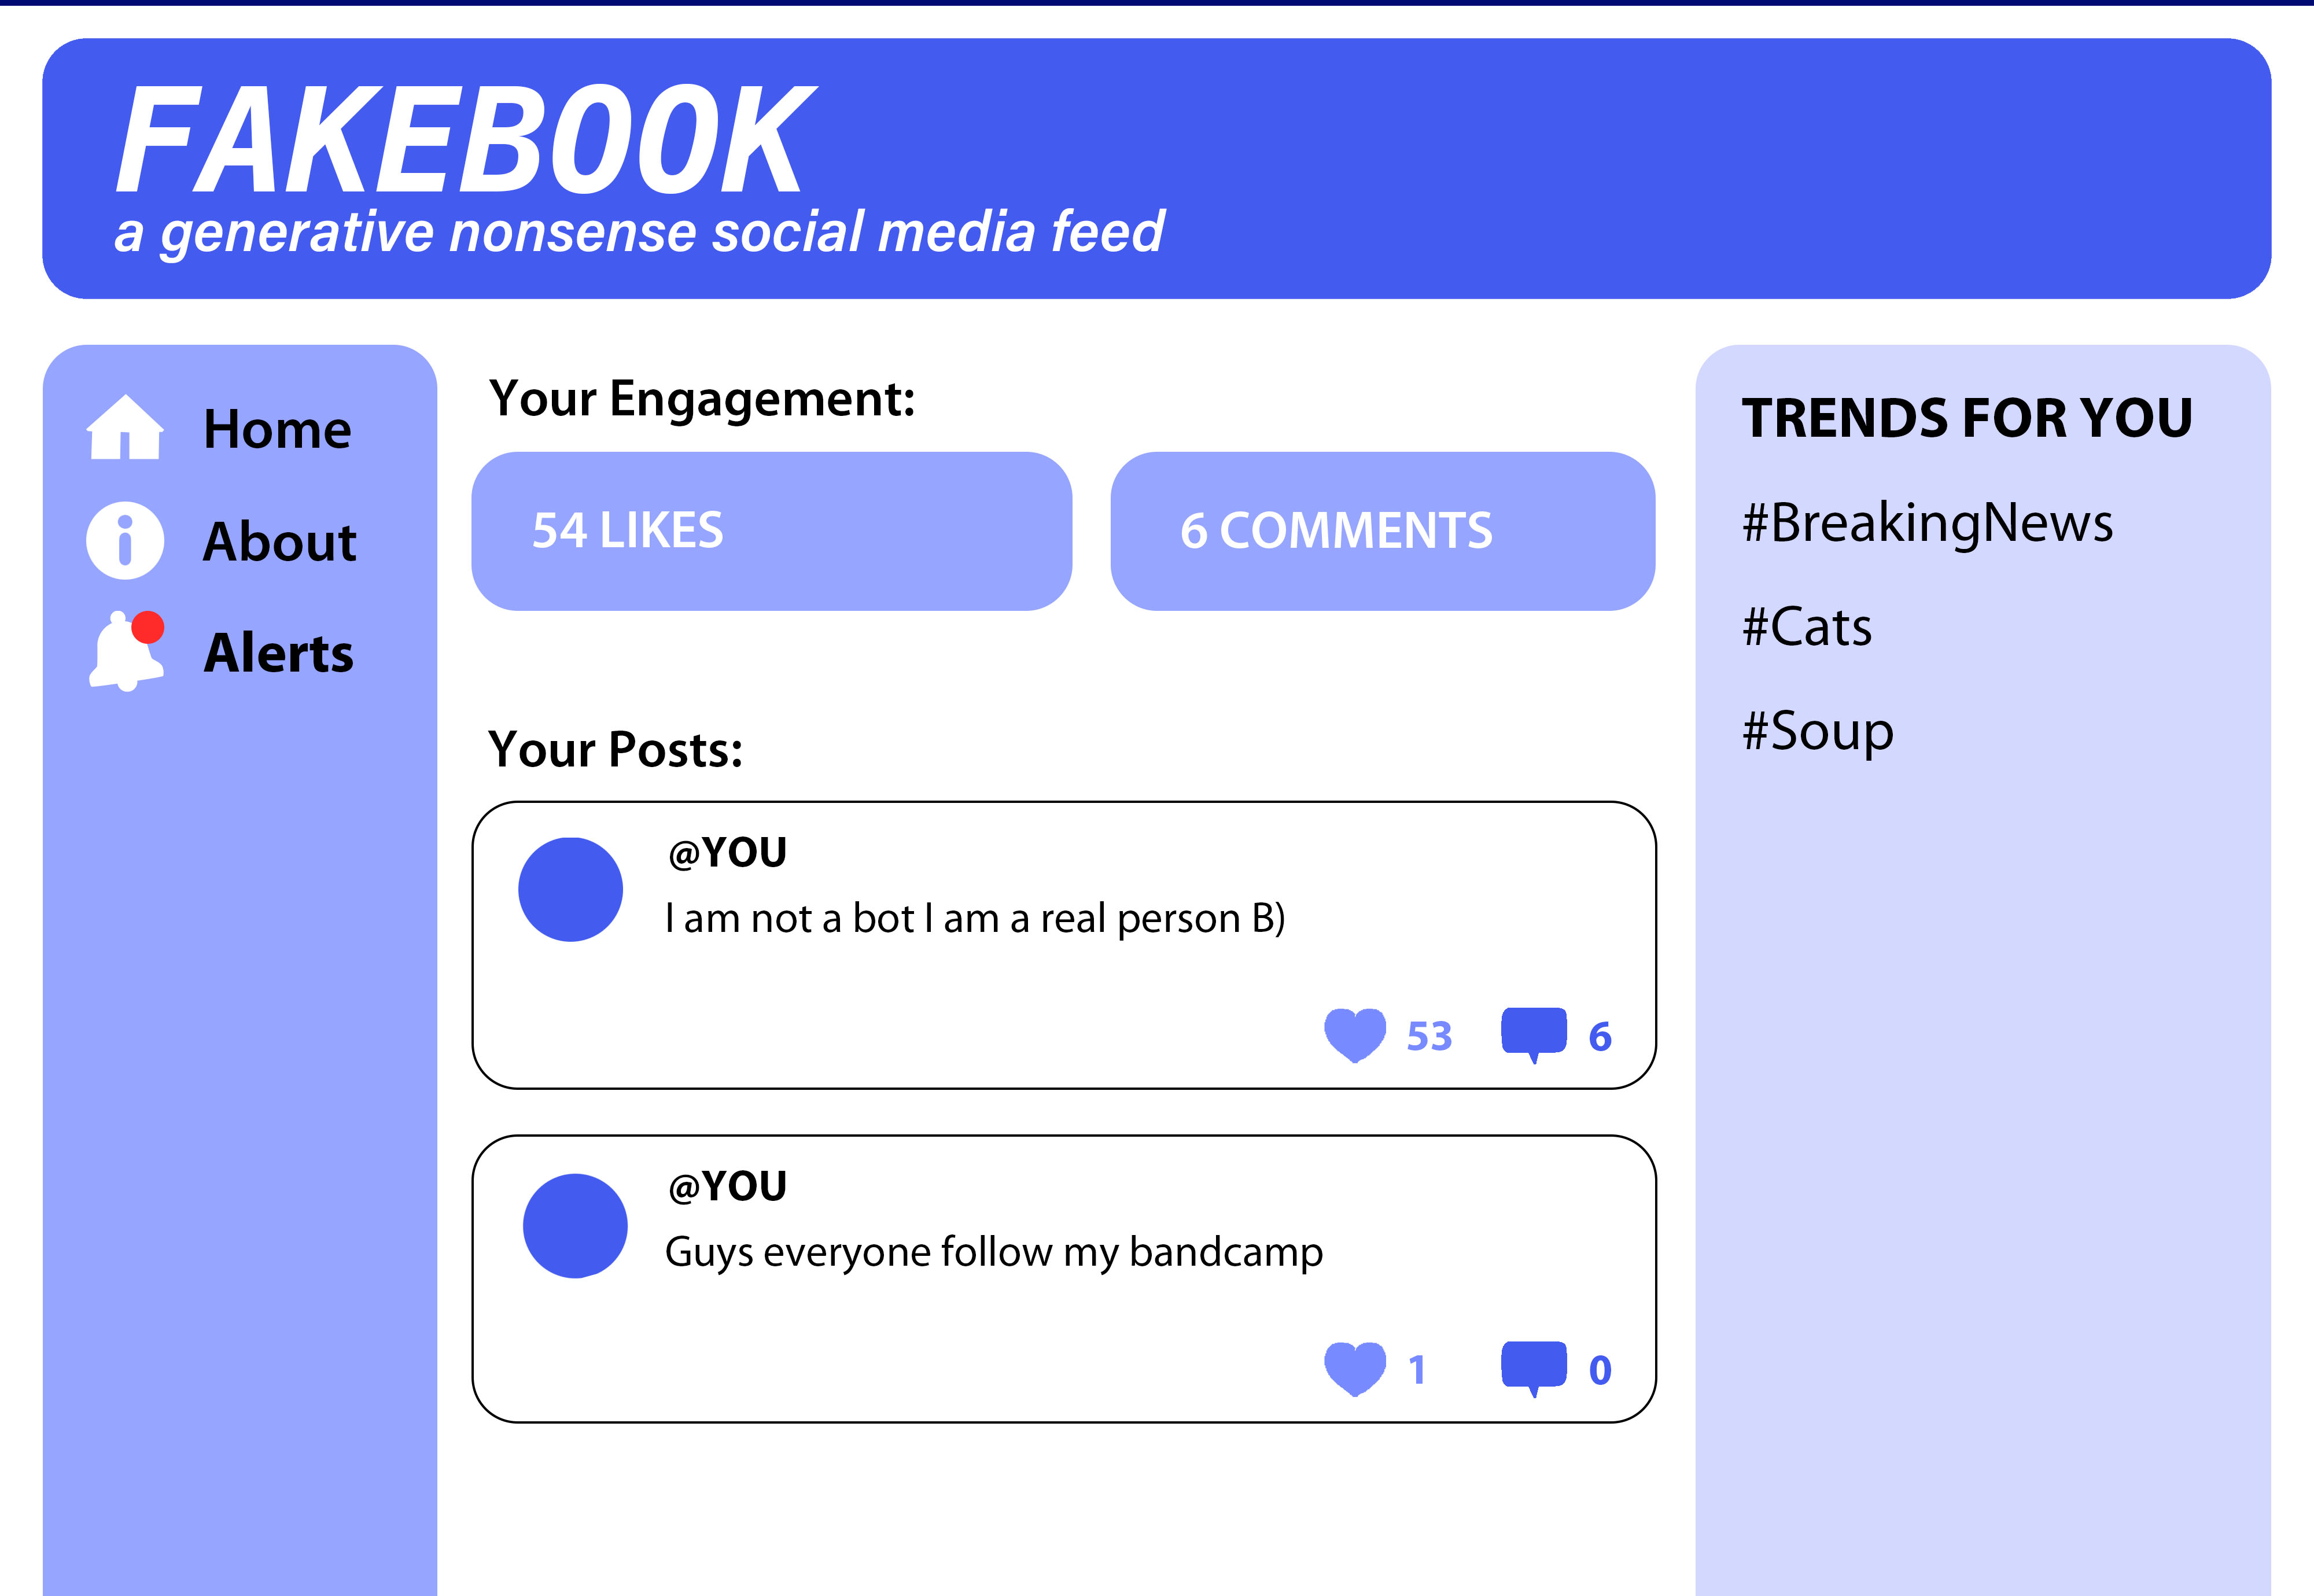 FAKEB00K
a generative nonsense social media feed
Home
About
Alerts
Your Engagement:
54 LIKES
6 COMMENTS
Your Posts:
@YOU
I am not a bot I am a real person B)
53
6
@YOU
Guys everyone follow my bandcamp
1
0
TRENDS FOR YOU
#BreakingNews
#Cats
#Soup